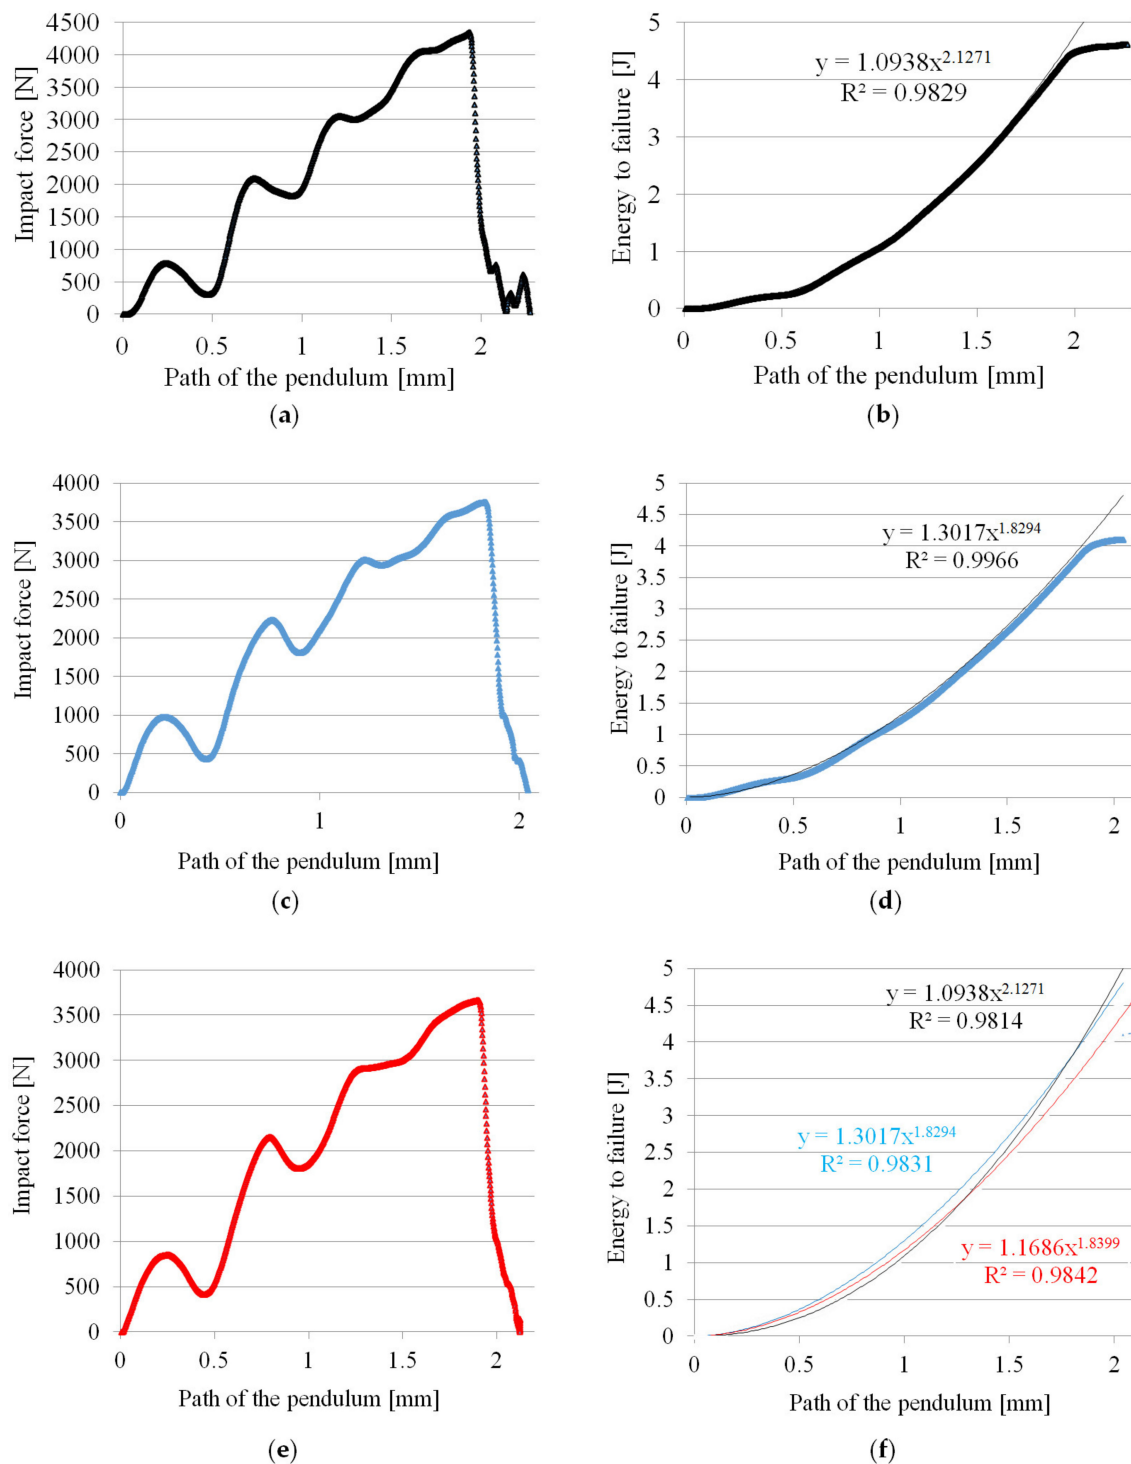 4500
4000
3500
3000
2500
2000
1500
1000
500
0
Impact force [N]
0 0.5 1 1.5 2
Path of the pendulum [mm]
(a)
5
4
3
2
1
0
Energy to failure [J]
y = 1.0938x^2.1271
R² = 0.9829
0 0.5 1 1.5 2
Path of the pendulum [mm]
(b)
4000
3500
3000
2500
2000
1500
1000
500
0
Impact force [N]
0 1 2
Path of the pendulum [mm]
(c)
5
4.5
4
3.5
3
2.5
2
1.5
1
0.5
0
Energy to failure [J]
y = 1.3017x^1.8294
R² = 0.9966
0 0.5 1 1.5 2
Path of the pendulum [mm]
(d)
4000
3500
3000
2500
2000
1500
1000
500
0
Impact force [N]
0 0.5 1 1.5 2
Path of the pendulum [mm]
(e)
5
4.5
4
3.5
3
2.5
2
1.5
1
0.5
0
Energy to failure [J]
y = 1.0938x^2.1271
R² = 0.9814
y = 1.3017x^1.8294
R² = 0.9831
y = 1.1686x^1.8399
R² = 0.9842
0 0.5 1 1.5 2
Path of the pendulum [mm]
(f)